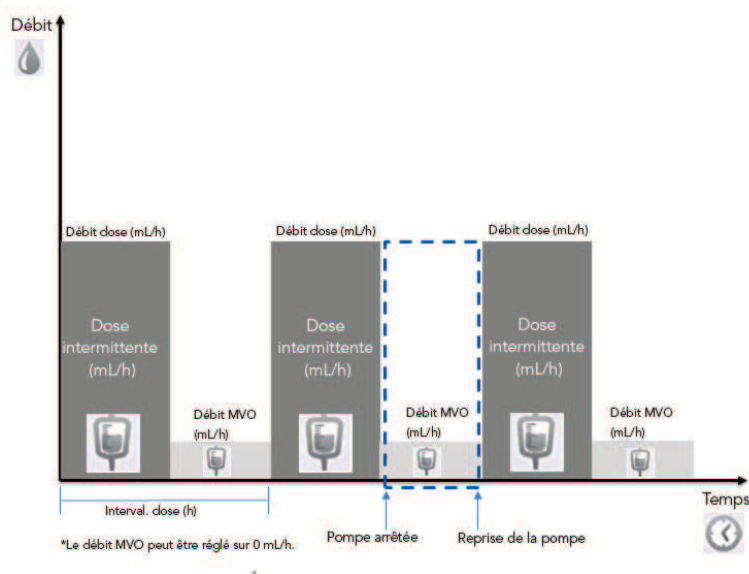 Débit
Débit dose (mL/h)
Débit dose (mL/h)
Débit dose (mL/h)
Dose
intermittente
(mL/h)
Dose
intermittente
(mL/h)
Dose
intermittente
(mL/h)
Débit MVO
(mL/h)
Débit MVO
(mL/h)
Débit MVO
(mL/h)
Temps
Interval. dose (h)
Pompe arrêtée
Reprise de la pompe
*Le débit MVO peut être réglé sur 0 mL/h.